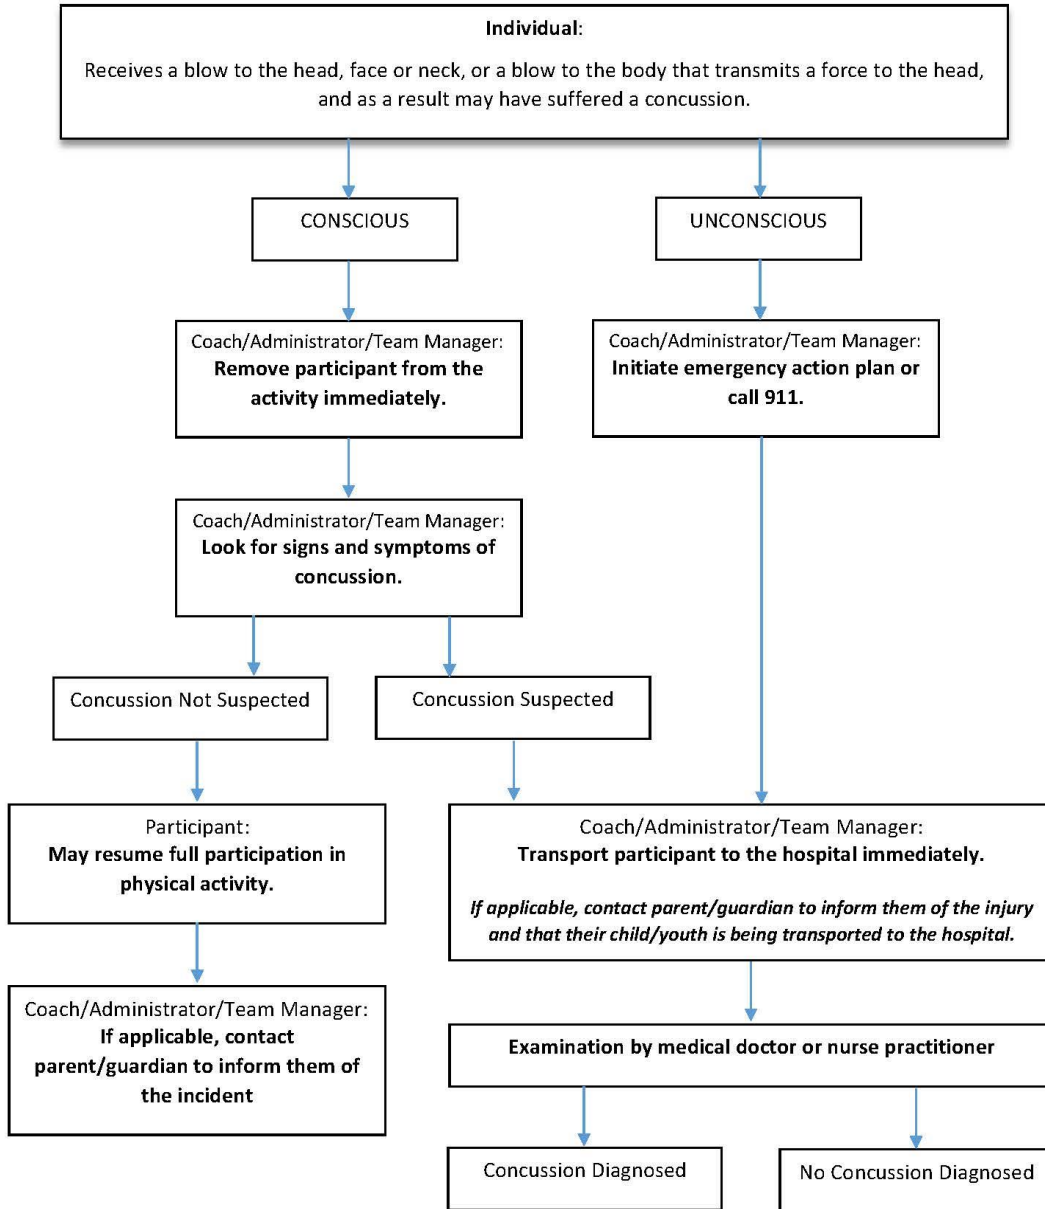 Individual:
Receives a blow to the head, face or neck, or a blow to the body that transmits a force to the head,
and as a result may have suffered a concussion.
CONSCIOUS
UNCONSCIOUS
Coach/Administrator/Team Manager:
Remove participant from the
activity immediately.
Coach/Administrator/Team Manager:
Initiate emergency action plan or
call 911.
Coach/Administrator/Team Manager:
Look for signs and symptoms of
concussion.
Concussion Not Suspected
Concussion Suspected
Participant:
May resume full participation in
physical activity.
Coach/Administrator/Team Manager:
Transport participant to the hospital immediately.
If applicable, contact parent/guardian to inform them of the injury
and that their child/youth is being transported to the hospital.
Coach/Administrator/Team Manager:
If applicable, contact
parent/guardian to inform them of
the incident
Examination by medical doctor or nurse practitioner
Concussion Diagnosed
No Concussion Diagnosed